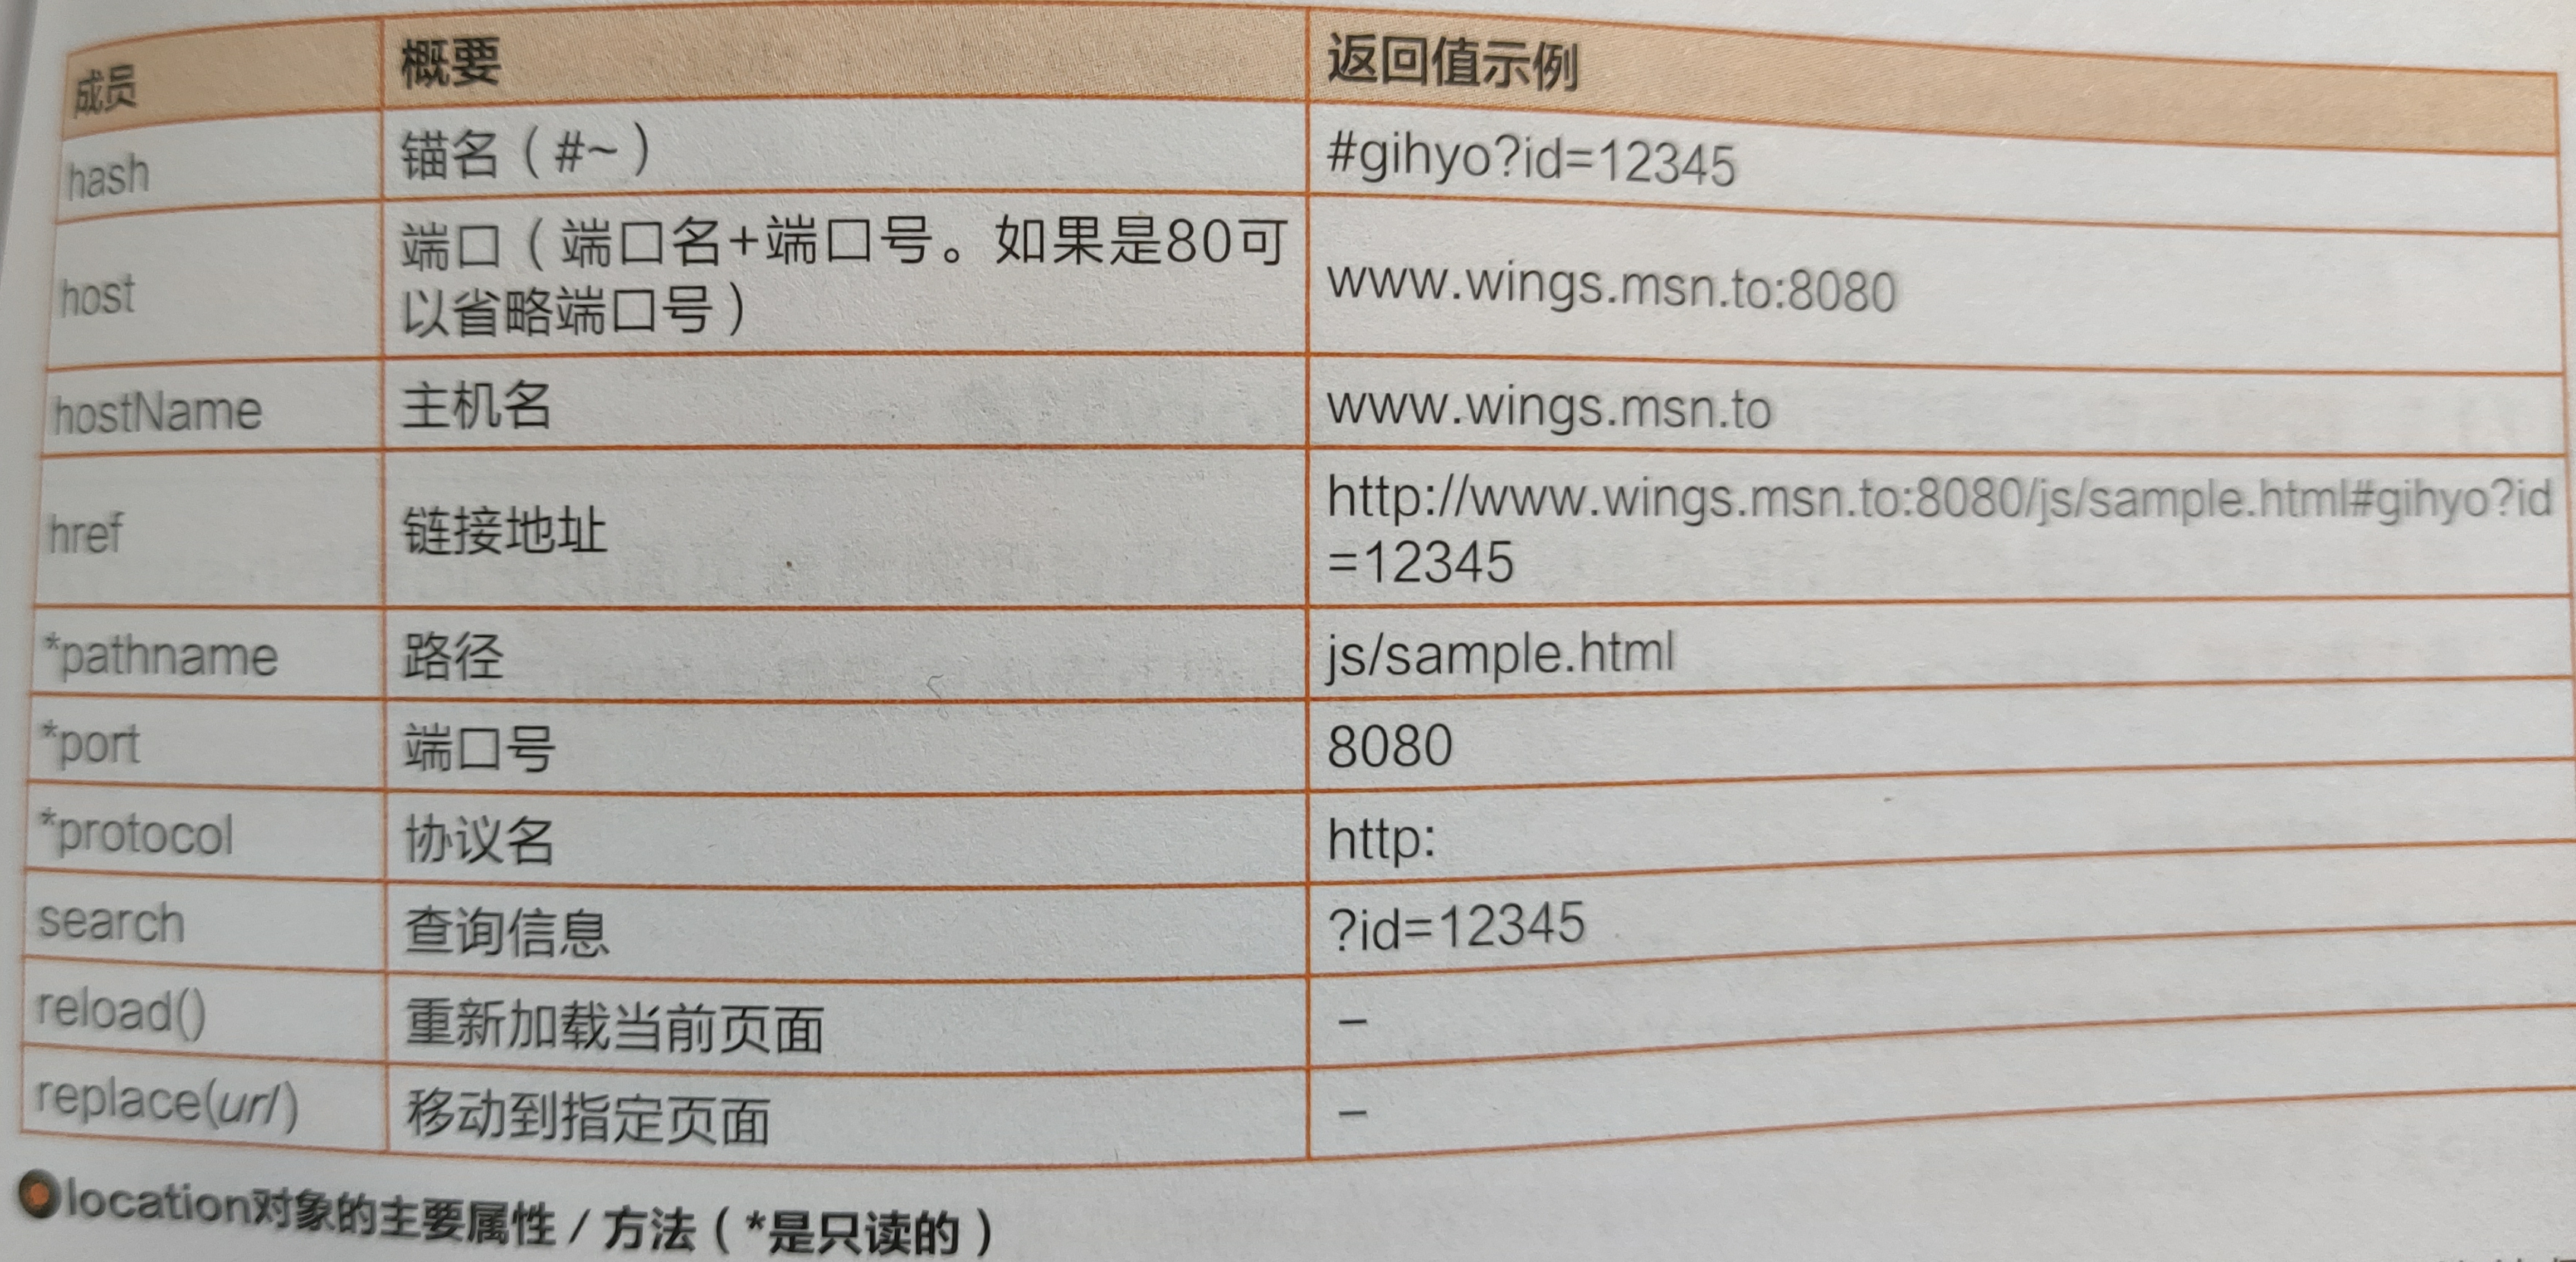 成员 概要 返回值示例
hash 锚名（#~） #gihyo?id=12345
host 端口（端口名+端口号。如果是80可
以省略端口号） www.wings.msn.to:8080
hostName 主机名 www.wings.msn.to
href 链接地址 http://www.wings.msn.to:8080/js/sample.html#gihyo?id
=12345
*pathname 路径 js/sample.html
*port 端口号 8080
*protocol 协议名 http:
search 查询信息 ?id=12345
reload() 重新加载当前页面 –
replace(url) 移动到指定页面 –
location对象的主要属性 / 方法（*是只读的）